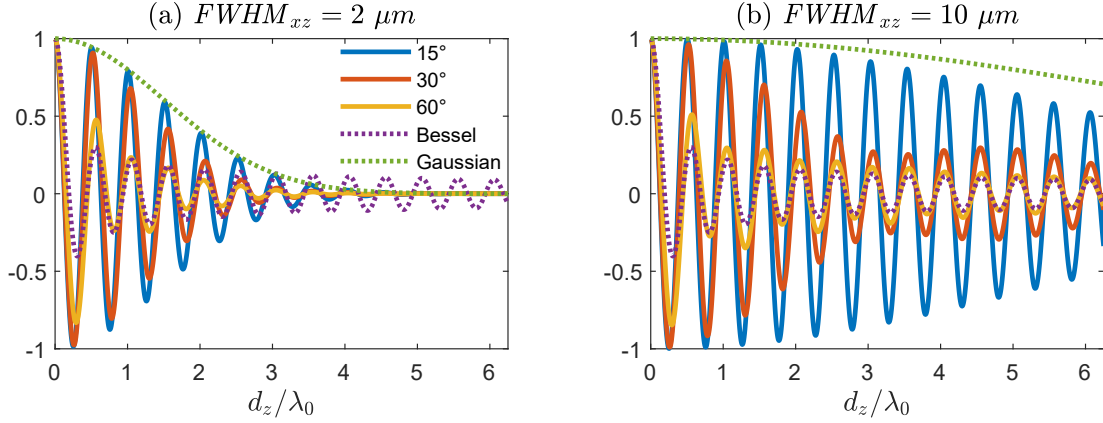 (a) FWHM_xz = 2 μm
1
0.5
0
-0.5
-1
0 1 2 3 4 5 6
d_z/λ_0
15°
30°
60°
Bessel
Gaussian
(b) FWHM_xz = 10 μm
1
0.5
0
-0.5
-1
0 1 2 3 4 5 6
d_z/λ_0